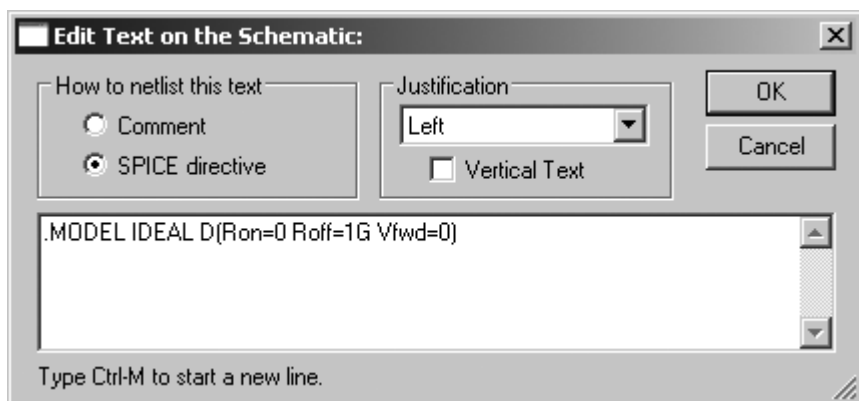 Edit Text on the Schematic:
How to netlist this text
Comment
SPICE directive
Justification
Left
Vertical Text
OK
Cancel
.MODEL IDEAL D(Ron=0 Roff=1G Vfwd=0)
Type Ctrl-M to start a new line.